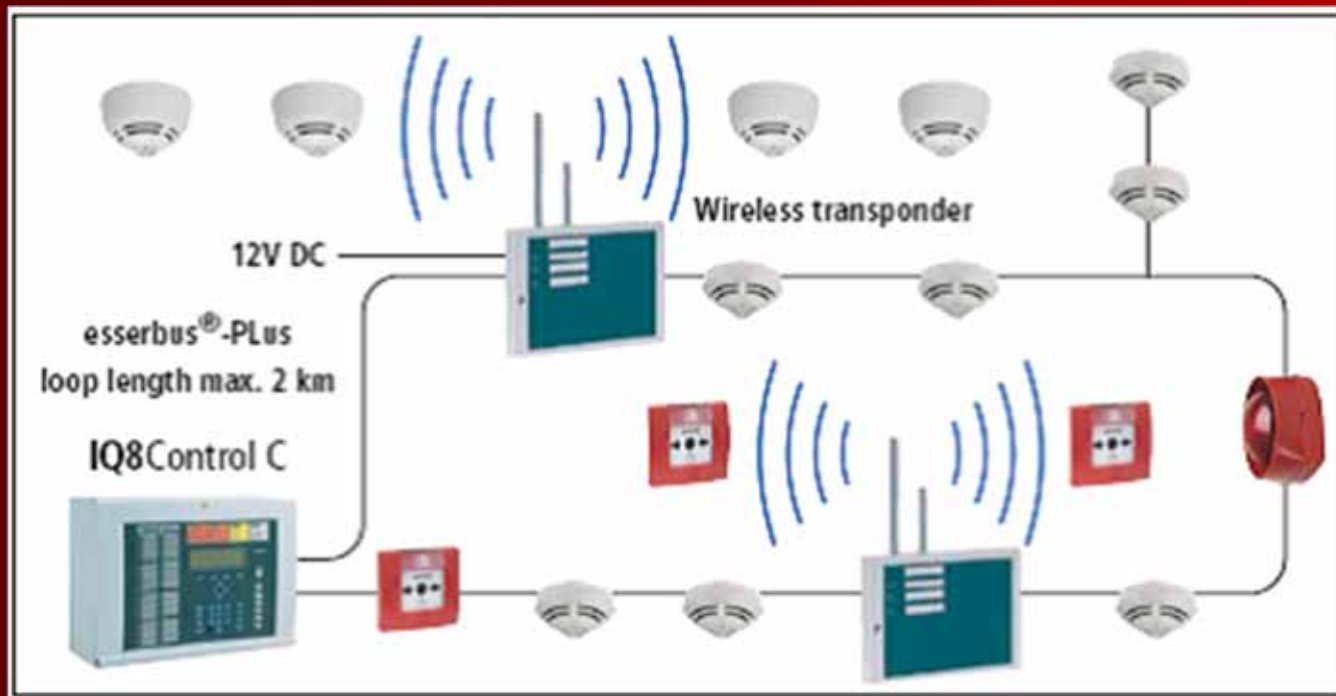 Wireless transponder
12V DC
esserbus®-PLus
loop length max. 2 km
IQ8Control C